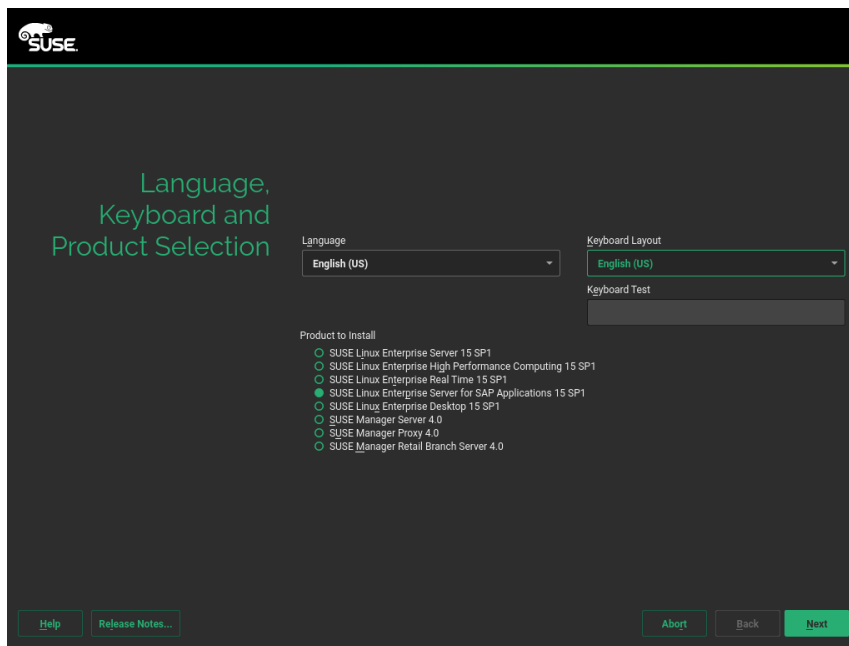 SUSE.
Language,
Keyboard and
Product Selection
Language
English (US)
Keyboard Layout
English (US)
Keyboard Test
Product to Install
SUSE Linux Enterprise Server 15 SP1
SUSE Linux Enterprise High Performance Computing 15 SP1
SUSE Linux Enterprise Real Time 15 SP1
SUSE Linux Enterprise Server for SAP Applications 15 SP1
SUSE Linux Enterprise Desktop 15 SP1
SUSE Manager Server 4.0
SUSE Manager Proxy 4.0
SUSE Manager Retail Branch Server 4.0
Help
Release Notes...
Abort
Back
Next